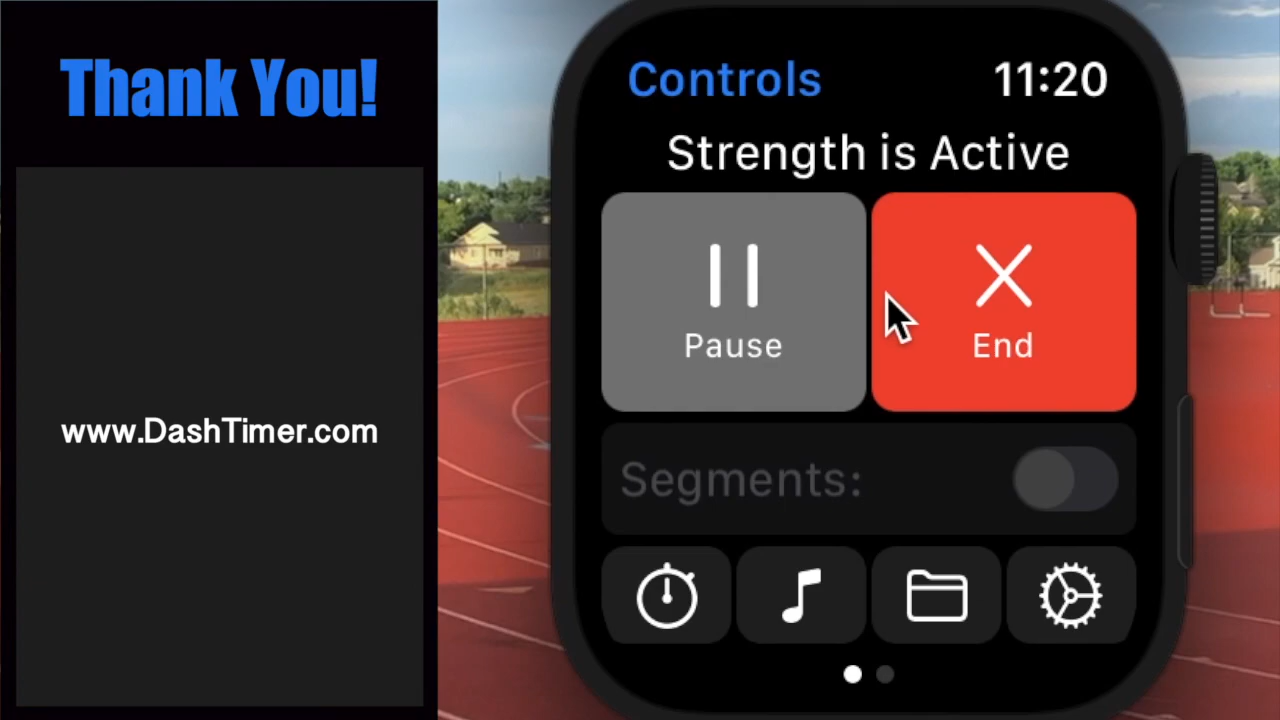 Thank You!
www.DashTimer.com
Controls 11:20
Strength is Active
Pause
End
Segments: